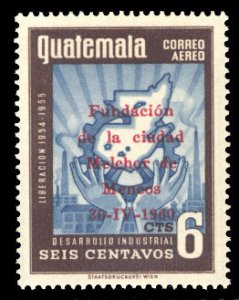 Guatemala CORREO
AEREO
LIBERACION 1954-1955
Fundación
de la ciudad
Melchor de
Mencos
30-IV-1960
CTS 6
DESARROLLO INDUSTRIAL
SEIS CENTAVOS
STAATSDRUCKEREI WIEN